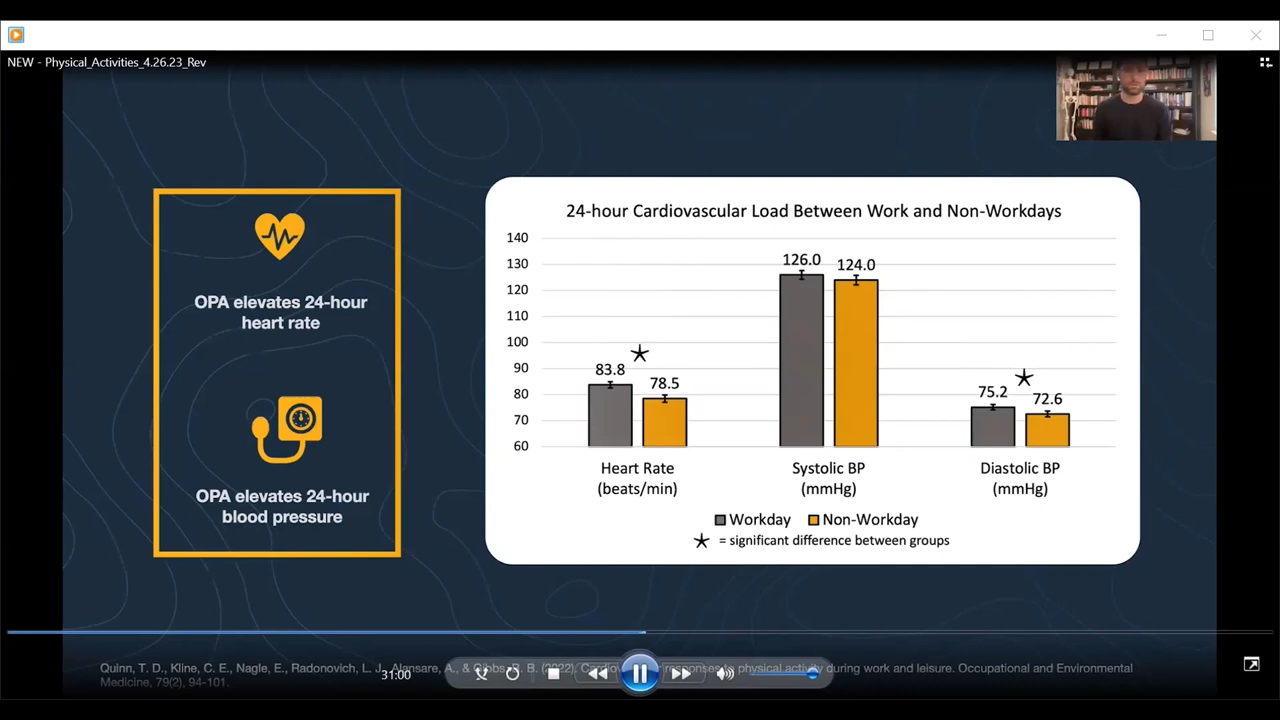 NEW - Physical_Activities_4.26.23_Rev
OPA elevates 24-hour
heart rate
OPA elevates 24-hour
blood pressure
24-hour Cardiovascular Load Between Work and Non-Workdays
140
130
120
110
100
90
80
70
60
83.8
78.5
126.0
124.0
75.2
72.6
Heart Rate
(beats/min)
Systolic BP
(mmHg)
Diastolic BP
(mmHg)
Workday Non-Workday
= significant difference between groups
Quinn, T. D., Kline, C. E., Nagle, E., Radonovich, L. J., A., & B. (2022). responses to physical activity during work and leisure. Occupational and Environmental
Medicine, 79(2), 94-101.
31:00